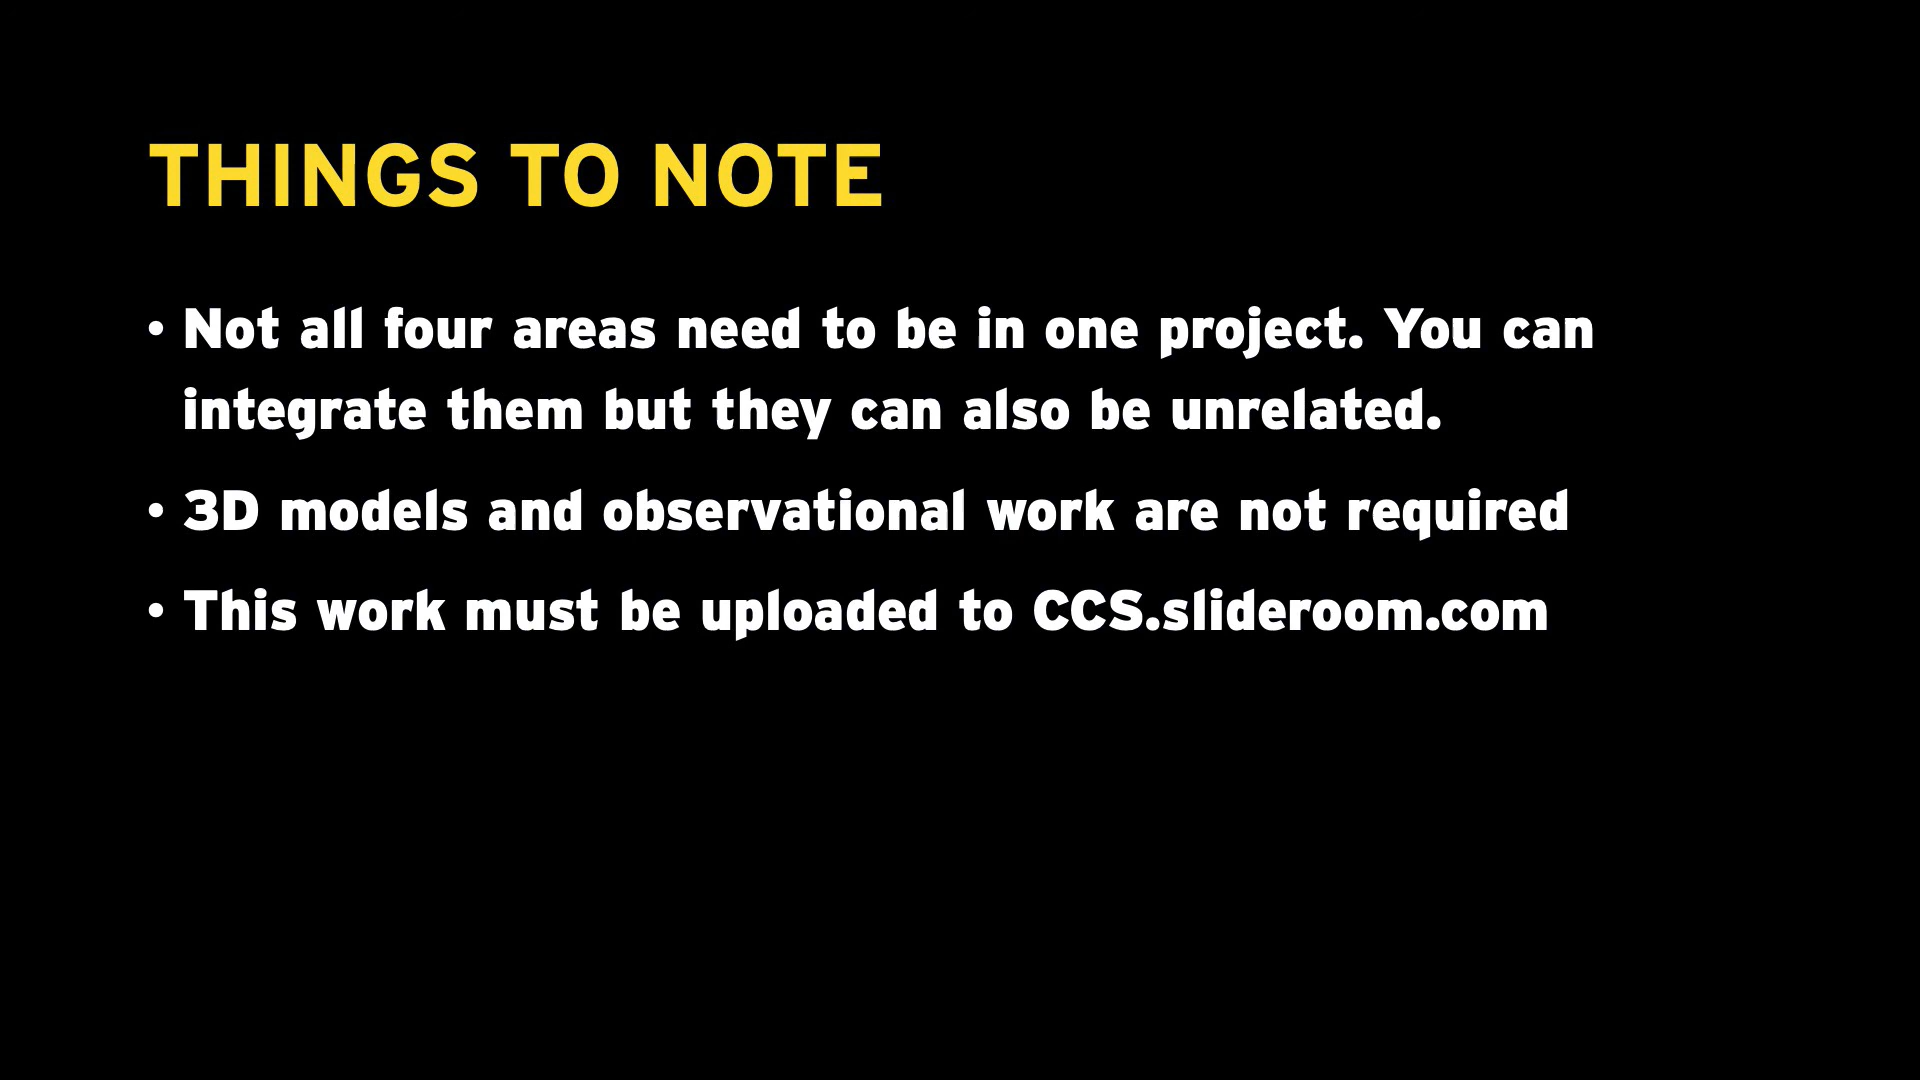 THINGS TO NOTE
• Not all four areas need to be in one project. You can
integrate them but they can also be unrelated.
• 3D models and observational work are not required
• This work must be uploaded to CCS.slideroom.com